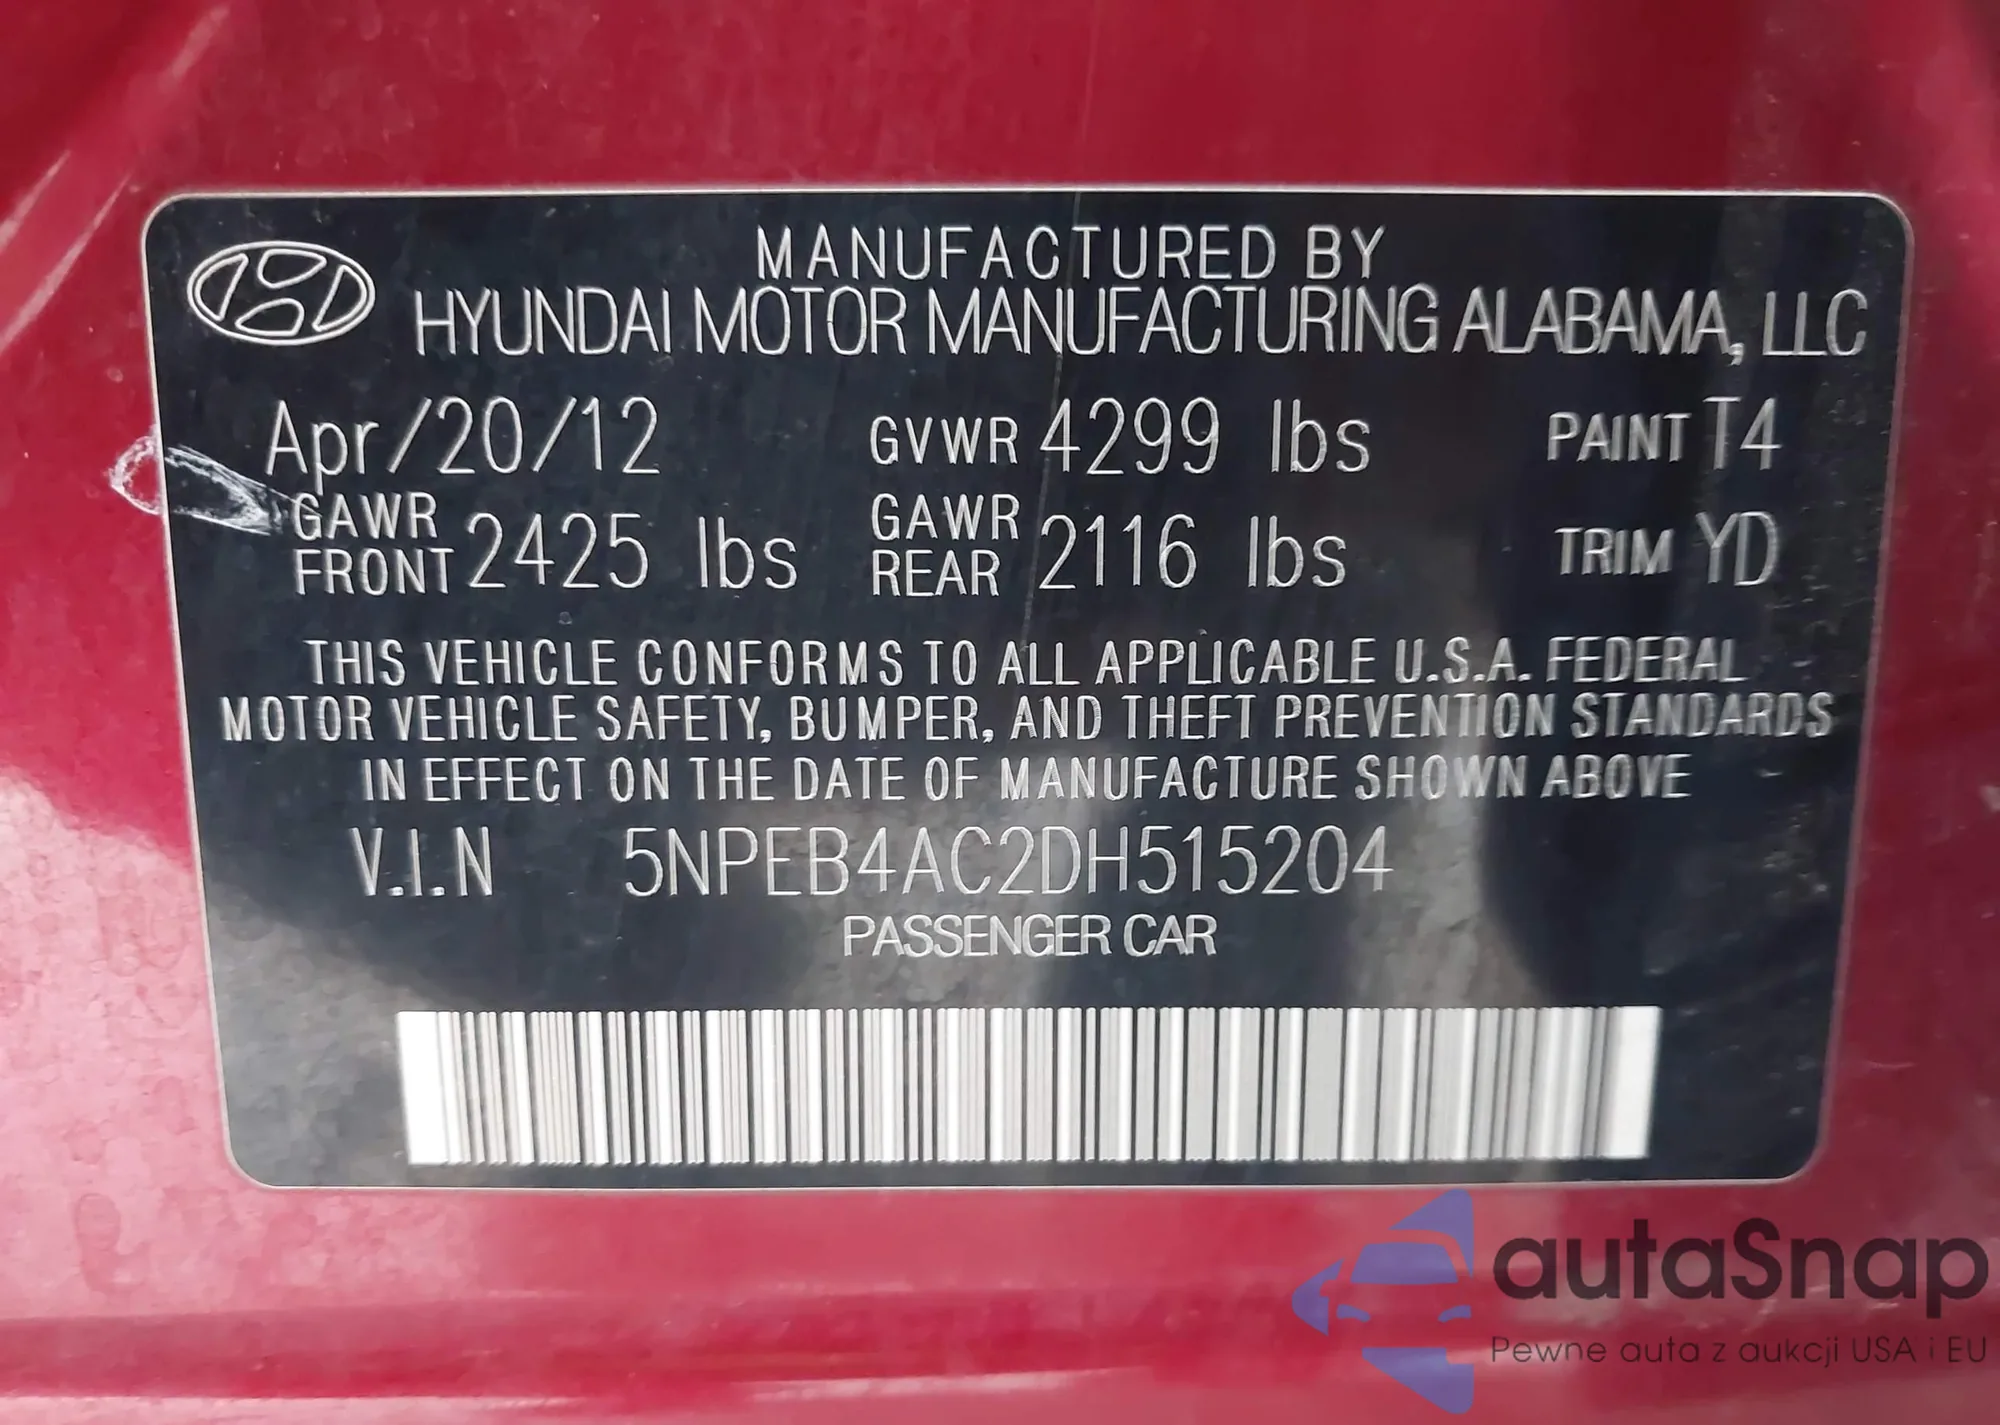 MANUFACTURED BY
HYUNDAI MOTOR MANUFACTURING ALABAMA, LLC
Apr/20/12 GVWR 4299 lbs PAINT T4
GAWR FRONT 2425 lbs GAWR REAR 2116 lbs TRIM YD
THIS VEHICLE CONFORMS TO ALL APPLICABLE U.S.A. FEDERAL
MOTOR VEHICLE SAFETY, BUMPER, AND THEFT PREVENTION STANDARDS
IN EFFECT ON THE DATE OF MANUFACTURE SHOWN ABOVE
V.I.N 5NPEB4AC2DH515204
PASSENGER CAR
autaSnap
Pewne auta z aukcji USA i EU